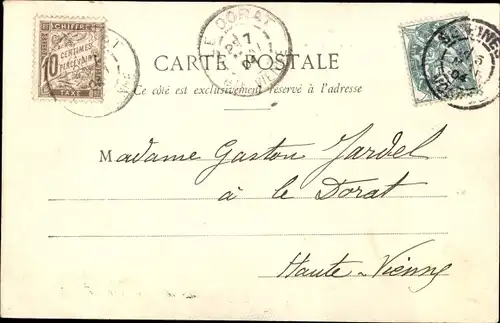 LE DORAT
CARTE POSTALE
Ce côté est exclusivement réservé à l'adresse
CHIFFRE
10
CENTIMES
À PERCEVOIR
TAXE
Madame Gaston Jardel
à le Dorat
Haute-Vienne